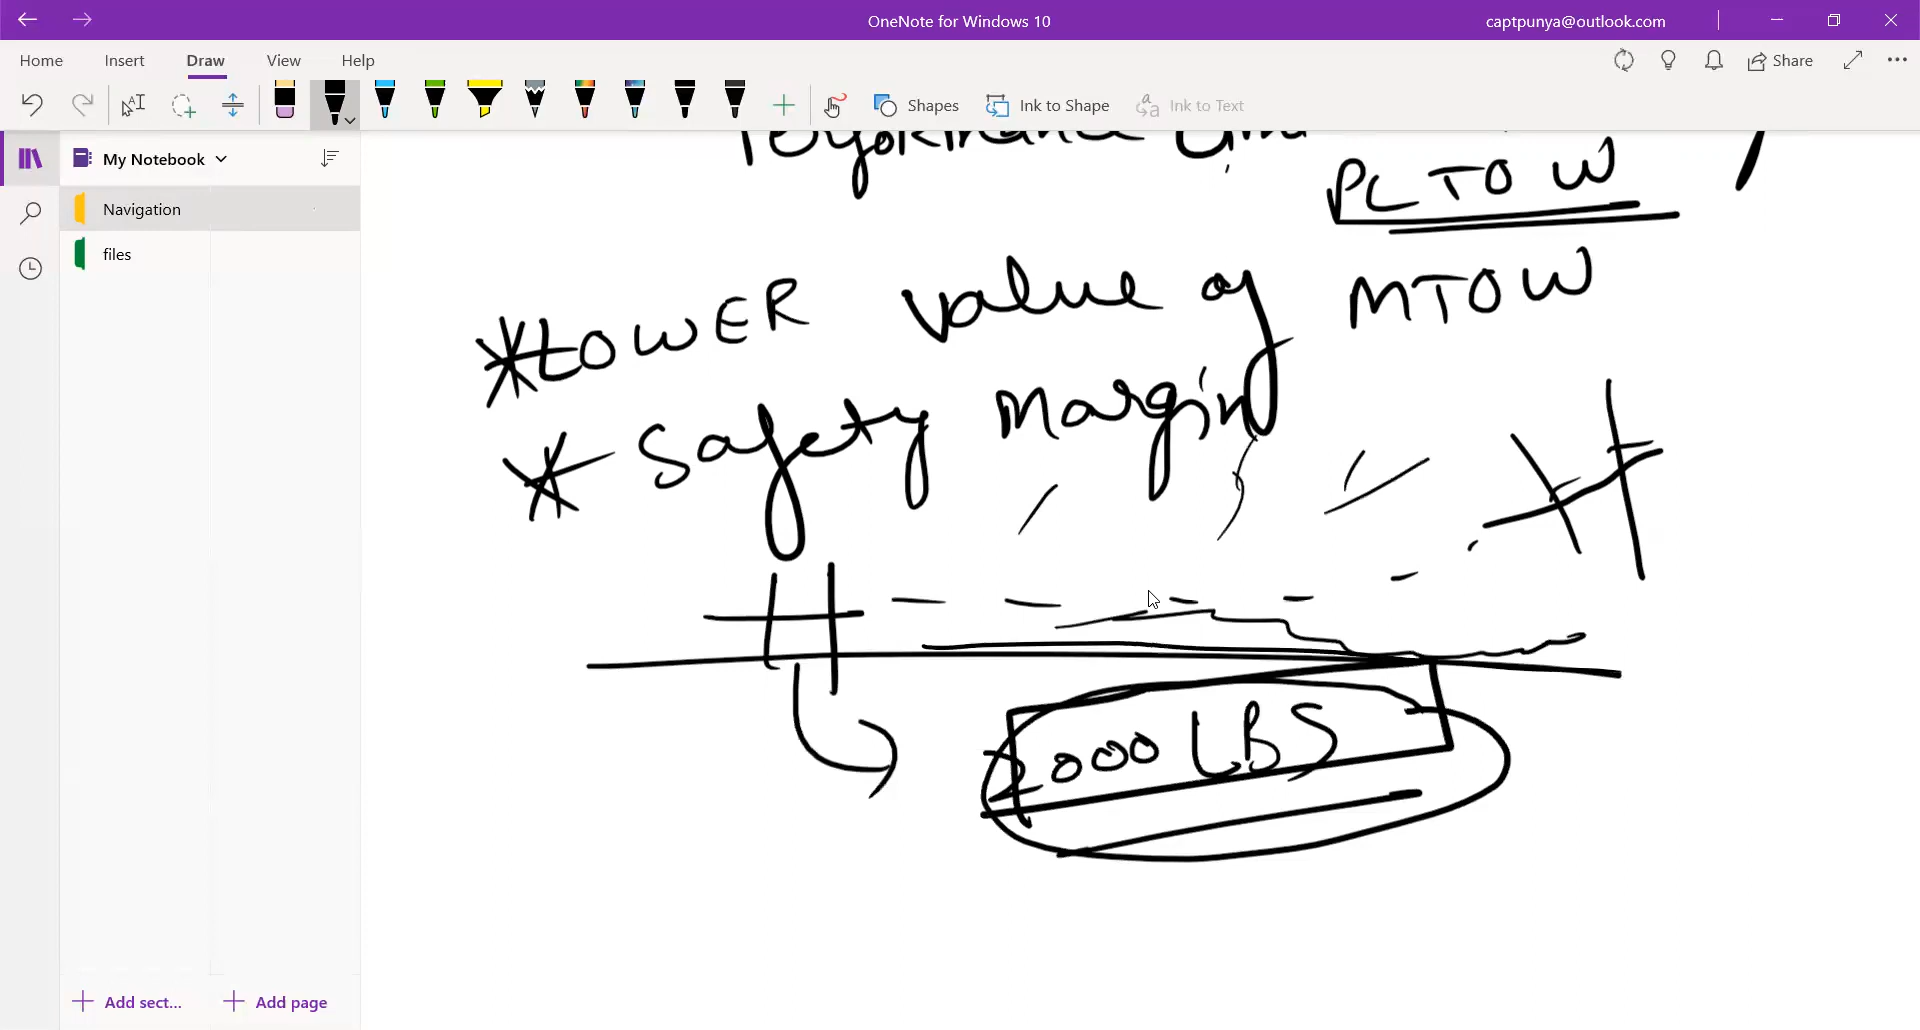 OneNote for Windows 10
captpunya@outlook.com
Home Insert Draw View Help
Share
Shapes Ink to Shape Ink to Text
My Notebook
Navigation
files
Performance
PLTOW
*LOWER value of MTOW
* Safety Margin
2000 LBS
Add sect... Add page